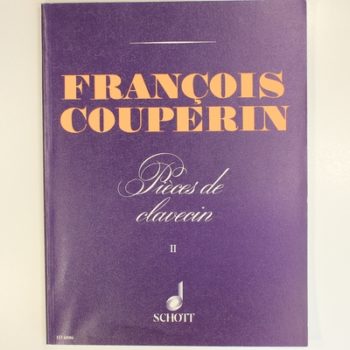 FRANÇOIS
COUPERIN
Pièces de
clavecin
II
SCHOTT